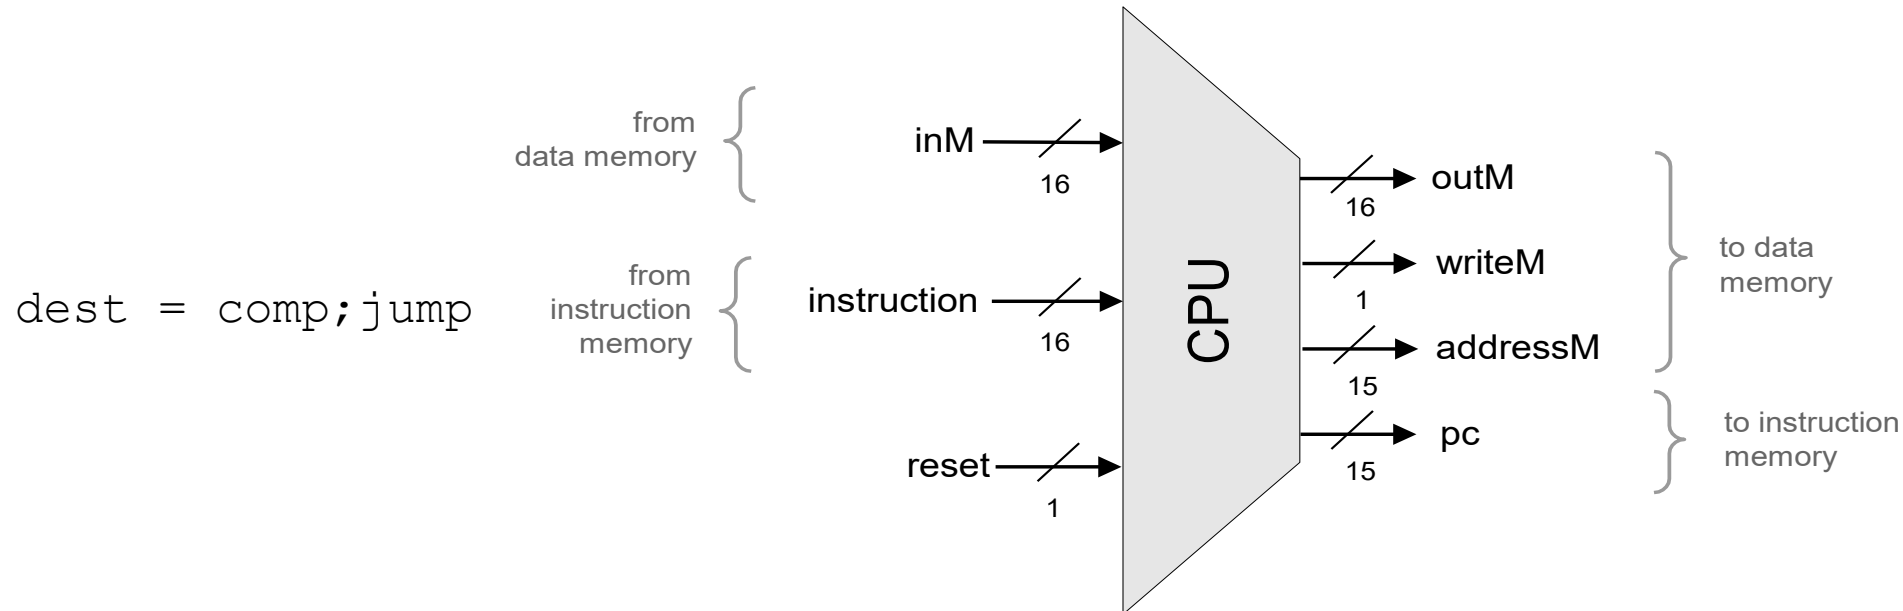 dest = comp;jump
from
data memory
from
instruction
memory
inM
16
instruction
16
reset
1
CPU
outM
16
writeM
1
addressM
15
pc
15
to data
memory
to instruction
memory